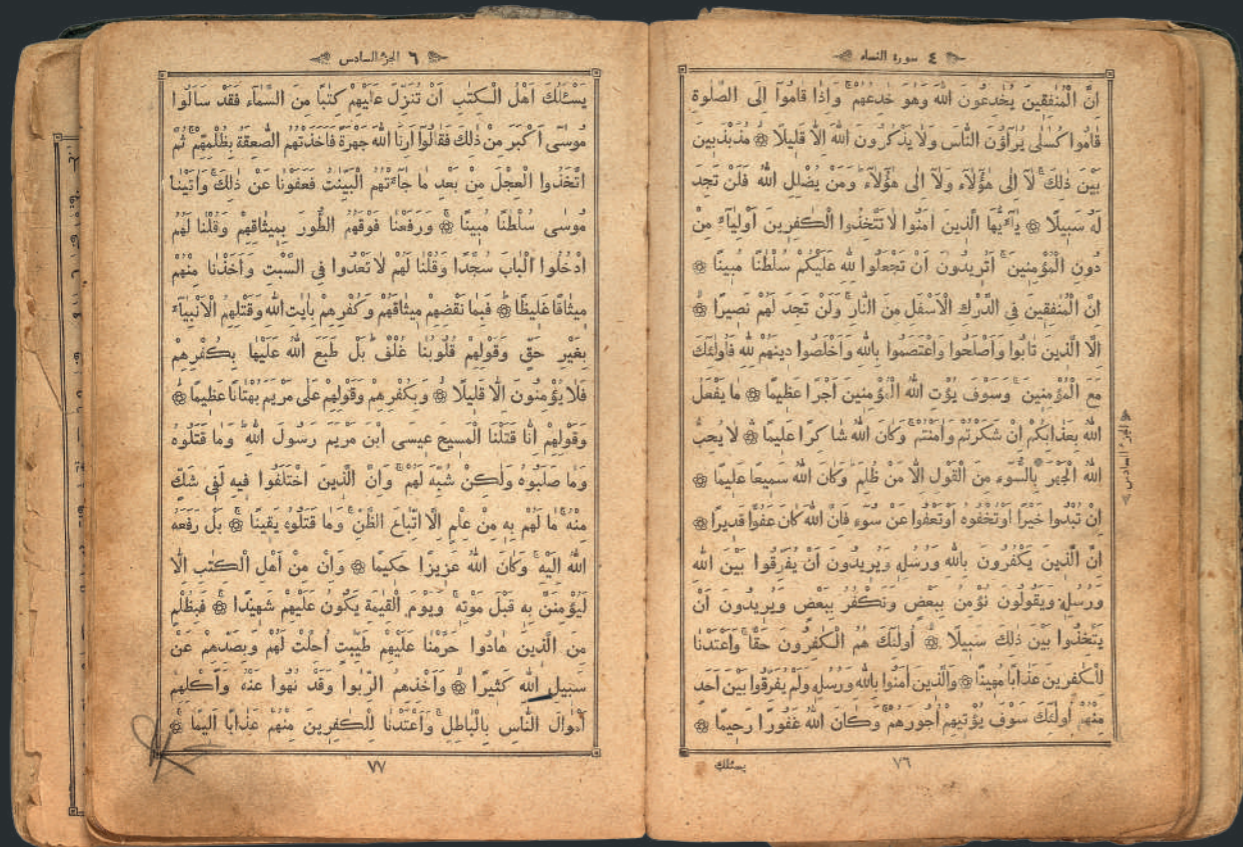 ٤ سورة النساء
اِنَّ الْمُنٰفِقٖينَ يُخَادِعُونَ اللّٰهَ وَهُوَ خَادِعُهُمْۚ وَاِذَا قَامُٓوا اِلَى الصَّلٰوةِ
قَامُوا كُسَالٰى يُرَٓاؤُنَ النَّاسَ وَلَا يَذْكُرُونَ اللّٰهَ اِلَّا قَلٖيلًا ۞ مُذَبْذَبٖينَ
بَيْنَ ذٰلِكَۗ لَٓا اِلٰى هٰٓؤُلَٓاءِ وَلَٓا اِلٰى هٰٓؤُلَٓاءِۜ وَمَنْ يُضْلِلِ اللّٰهُ فَلَنْ تَجِدَ
لَهُ سَبٖيلًا ۞ يَٓا اَيُّهَا الَّذٖينَ اٰمَنُوا لَا تَتَّخِذُوا الْكَافِرٖينَ اَوْلِيَٓاءَ مِنْ
دُونِ الْمُؤْمِنٖينَۜ اَتُرٖيدُونَ اَنْ تَجْعَلُوا لِلّٰهِ عَلَيْكُمْ سُلْطَانًا مُبٖينًا ۞
اِنَّ الْمُنَافِقٖينَ فِى الدَّرْكِ الْاَسْفَلِ مِنَ النَّارِۚ وَلَنْ تَجِدَ لَهُمْ نَصٖيرًا ۞
اِلَّا الَّذٖينَ تَابُوا وَاَصْلَحُوا وَاعْتَصَمُوا بِاللّٰهِ وَاَخْلَصُوا دٖينَهُمْ لِلّٰهِ فَاُولٰٓئِكَ
مَعَ الْمُؤْمِنٖينَۜ وَسَوْفَ يُؤْتِ اللّٰهُ الْمُؤْمِنٖينَ اَجْرًا عَظٖيمًا ۞ مَا يَفْعَلُ
اللّٰهُ بِعَذَابِكُمْ اِنْ شَكَرْتُمْ وَاٰمَنْتُمْۜ وَكَانَ اللّٰهُ شَاكِرًا عَلٖيمًا ۞ لَا يُحِبُّ
اللّٰهُ الْجَهْرَ بِالسُّٓوءِ مِنَ الْقَوْلِ اِلَّا مَنْ ظُلِمَۜ وَكَانَ اللّٰهُ سَمٖيعًا عَلٖيمًا ۞
اِنْ تُبْدُوا خَيْرًا اَوْ تُخْفُوهُ اَوْ تَعْفُوا عَنْ سُٓوءٍ فَاِنَّ اللّٰهَ كَانَ عَفُوًّا قَدٖيرًا ۞
اِنَّ الَّذٖينَ يَكْفُرُونَ بِاللّٰهِ وَرُسُلِهٖ وَيُرٖيدُونَ اَنْ يُفَرِّقُوا بَيْنَ اللّٰهِ
وَرُسُلِهٖ وَيَقُولُونَ نُؤْمِنُ بِبَعْضٍ وَنَكْفُرُ بِبَعْضٍ وَيُرٖيدُونَ اَنْ
يَتَّخِذُوا بَيْنَ ذٰلِكَ سَبٖيلًا ۞ اُولٰٓئِكَ هُمُ الْكَافِرُونَ حَقًّاۚ وَاَعْتَدْنَا
لِلْكَافِرٖينَ عَذَابًا مُهٖينًا ۞ وَالَّذٖينَ اٰمَنُوا بِاللّٰهِ وَرُسُلِهٖ وَلَمْ يُفَرِّقُوا بَيْنَ اَحَدٍ
مِنْهُمْ اُولٰٓئِكَ سَوْفَ يُؤْتٖيهِمْ اُجُورَهُمْۜ وَكَانَ اللّٰهُ غَفُورًا رَحٖيمًا ۞
الجزء السادس
٧٦
يسئلك
٦ الجزء السادس
يَسْـَٔلُكَ اَهْلُ الْكِتَابِ اَنْ تُنَزِّلَ عَلَيْهِمْ كِتَابًا مِنَ السَّمَٓاءِ فَقَدْ سَاَلُوا
مُوسٰٓى اَكْبَرَ مِنْ ذٰلِكَ فَقَالُٓوا اَرِنَا اللّٰهَ جَهْرَةً فَاَخَذَتْهُمُ الصَّاعِقَةُ بِظُلْمِهِمْۚ ثُمَّ
اتَّخَذُوا الْعِجْلَ مِنْ بَعْدِ مَا جَٓاءَتْهُمُ الْبَيِّنَاتُ فَعَفَوْنَا عَنْ ذٰلِكَۚ وَاٰتَيْنَا
مُوسٰى سُلْطَانًا مُبٖينًا ۞ وَرَفَعْنَا فَوْقَهُمُ الطُّورَ بِمٖيثَاقِهِمْ وَقُلْنَا لَهُمُ
ادْخُلُوا الْبَابَ سُجَّدًا وَقُلْنَا لَهُمْ لَا تَعْدُوا فِى السَّبْتِ وَاَخَذْنَا مِنْهُمْ
مٖيثَاقًا غَلٖيظًا ۞ فَبِمَا نَقْضِهِمْ مٖيثَاقَهُمْ وَكُفْرِهِمْ بِاٰيَاتِ اللّٰهِ وَقَتْلِهِمُ الْاَنْبِيَٓاءَ
بِغَيْرِ حَقٍّ وَقَوْلِهِمْ قُلُوبُنَا غُلْفٌۜ بَلْ طَبَعَ اللّٰهُ عَلَيْهَا بِكُفْرِهِمْ
فَلَا يُؤْمِنُونَ اِلَّا قَلٖيلًا ۞ وَبِكُفْرِهِمْ وَقَوْلِهِمْ عَلٰى مَرْيَمَ بُهْتَانًا عَظٖيمًا ۞
وَقَوْلِهِمْ اِنَّا قَتَلْنَا الْمَسٖيحَ عٖيسَى ابْنَ مَرْيَمَ رَسُولَ اللّٰهِۚ وَمَا قَتَلُوهُ
وَمَا صَلَبُوهُ وَلٰكِنْ شُبِّهَ لَهُمْۜ وَاِنَّ الَّذٖينَ اخْتَلَفُوا فٖيهِ لَفٖى شَكٍّ
مِنْهُۜ مَا لَهُمْ بِهٖ مِنْ عِلْمٍ اِلَّا اتِّبَاعَ الظَّنِّۚ وَمَا قَتَلُوهُ يَقٖينًا ۞ بَلْ رَفَعَهُ
اللّٰهُ اِلَيْهِۜ وَكَانَ اللّٰهُ عَزٖيزًا حَكٖيمًا ۞ وَاِنْ مِنْ اَهْلِ الْكِتَابِ اِلَّا
لَيُؤْمِنَنَّ بِهٖ قَبْلَ مَوْتِهٖۚ وَيَوْمَ الْقِيٰمَةِ يَكُونُ عَلَيْهِمْ شَهٖيدًا ۞ فَبِظُلْمٍ
مِنَ الَّذٖينَ هَادُوا حَرَّمْنَا عَلَيْهِمْ طَيِّبَاتٍ اُحِلَّتْ لَهُمْ وَبِصَدِّهِمْ عَنْ
سَبٖيلِ اللّٰهِ كَثٖيرًا ۞ وَاَخْذِهِمُ الرِّبٰوا وَقَدْ نُهُوا عَنْهُ وَاَكْلِهِمْ
اَمْوَالَ النَّاسِ بِالْبَاطِلِۜ وَاَعْتَدْنَا لِلْكَافِرٖينَ مِنْهُمْ عَذَابًا اَلٖيمًا ۞
٧٧